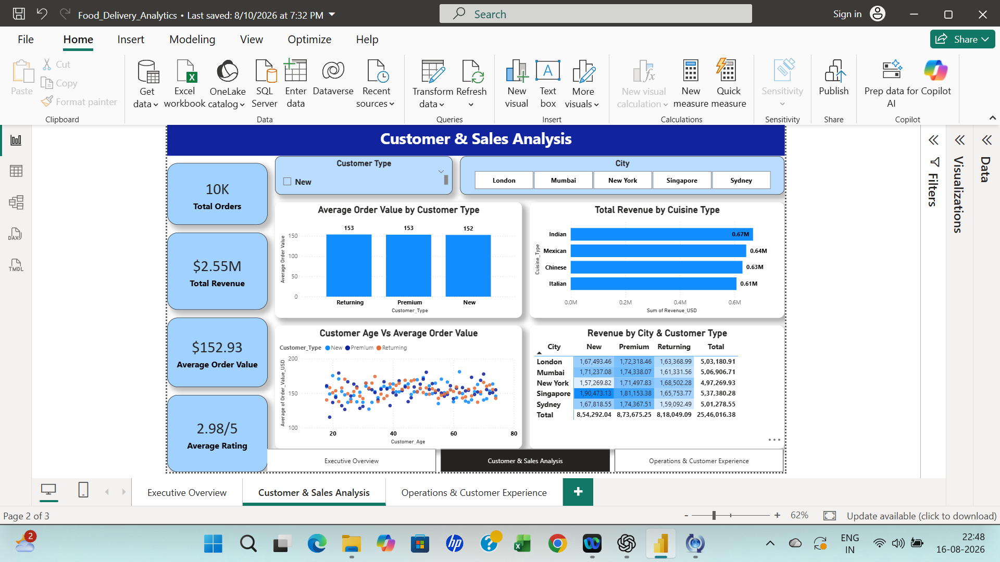 Food_Delivery_Analytics • Last saved: 8/10/2026 at 7:32 PM
Search
Sign in
File
Home
Insert
Modeling
View
Optimize
Help
Share
Paste
Cut
Copy
Format painter
Clipboard
Get data
Excel workbook
OneLake catalog
SQL Server
Enter data
Dataverse
Recent sources
Data
Transform data
Refresh
Queries
New visual
Text box
More visuals
Insert
New visual calculation
New measure
Quick measure
Calculations
Sensitivity
Sensitivity
Publish
Share
Prep data for AI
Copilot
Copilot
DAX
TMDL
Customer & Sales Analysis
10K
Total Orders
$2.55M
Total Revenue
$152.93
Average Order Value
2.98/5
Average Rating
Customer Type
New
City
London
Mumbai
New York
Singapore
Sydney
Average Order Value by Customer Type
Average Order Value
150
100
50
0
153
153
152
Returning
Premium
New
Customer_Type
Total Revenue by Cuisine Type
Cuisine_Type
Indian
0.67M
Mexican
0.64M
Chinese
0.63M
Italian
0.61M
0.0M
0.2M
0.4M
0.6M
Sum of Revenue_USD
Customer Age Vs Average Order Value
Customer_Type New Premium Returning
Average of Order_Value_USD
200
150
100
20
40
60
80
Customer_Age
Revenue by City & Customer Type
City New Premium Returning Total
London 1,67,493.46 1,72,318.46 1,63,368.99 5,03,180.91
Mumbai 1,71,237.08 1,74,338.07 1,61,331.56 5,06,906.71
New York 1,57,269.82 1,71,497.83 1,68,502.28 4,97,269.93
Singapore 1,90,473.13 1,81,153.38 1,65,753.77 5,37,380.28
Sydney 1,67,818.55 1,74,367.51 1,59,092.49 5,01,278.55
Total 8,54,292.04 8,73,675.25 8,18,049.09 25,46,016.38
Executive Overview
Customer & Sales Analysis
Operations & Customer Experience
Filters
Visualizations
Data
Executive Overview
Customer & Sales Analysis
Operations & Customer Experience
Page 2 of 3
62%
Update available (click to download)
2
hp
ENG
IN
22:48
16-08-2026